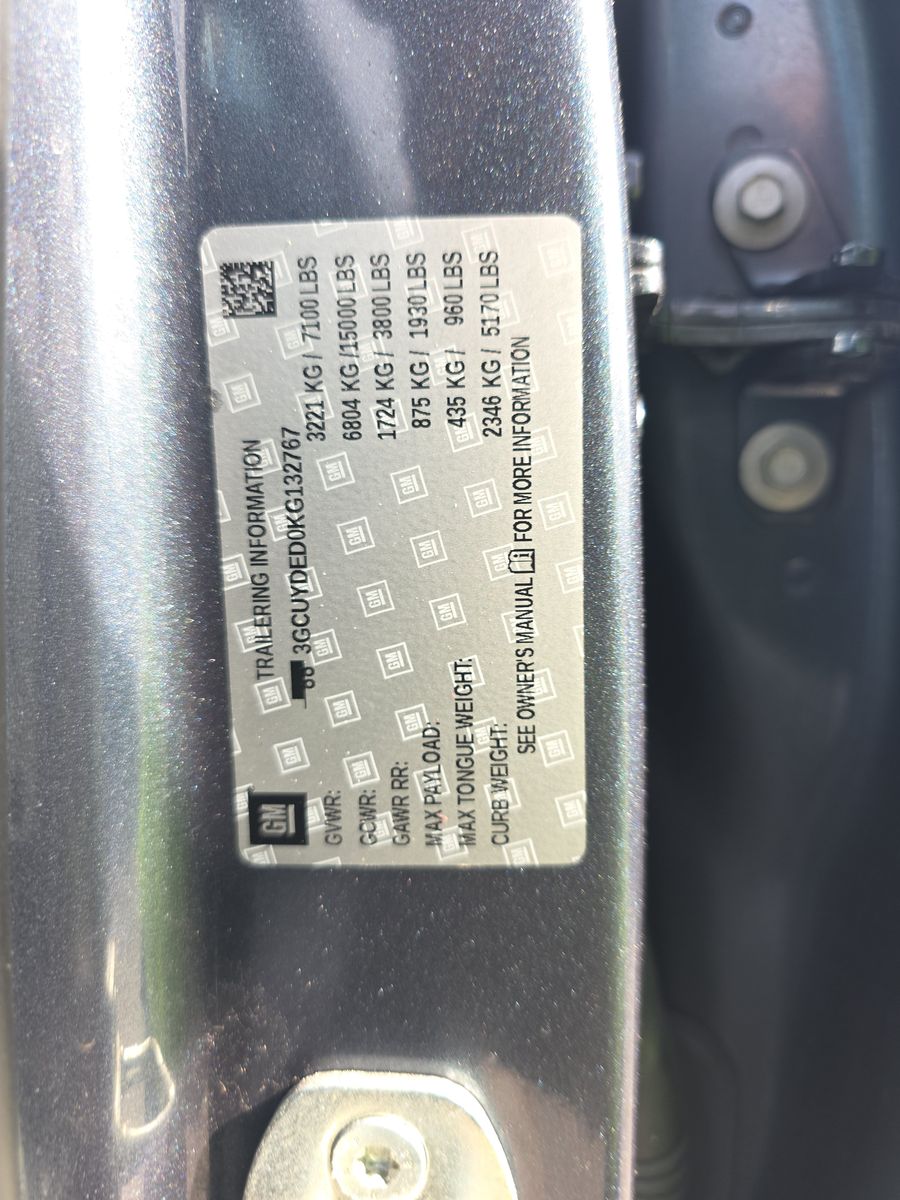 GM
TRAILERING INFORMATION
3GCUYDED0KG132767
GVWR: 3221 KG / 7100 LBS
GCWR: 6804 KG /15000 LBS
GAWR RR: 1724 KG / 3800 LBS
MAX PAYLOAD: 875 KG / 1930 LBS
MAX TONGUE WEIGHT: 435 KG / 960 LBS
CURB WEIGHT: 2346 KG / 5170 LBS
SEE OWNER'S MANUAL FOR MORE INFORMATION